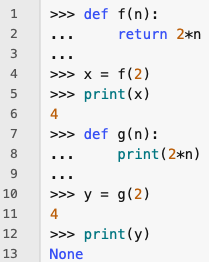 1 >>> def f(n):
2 ...     return 2*n
3 ...
4 >>> x = f(2)
5 >>> print(x)
6 4
7 >>> def g(n):
8 ...     print(2*n)
9 ...
10 >>> y = g(2)
11 4
12 >>> print(y)
13 None